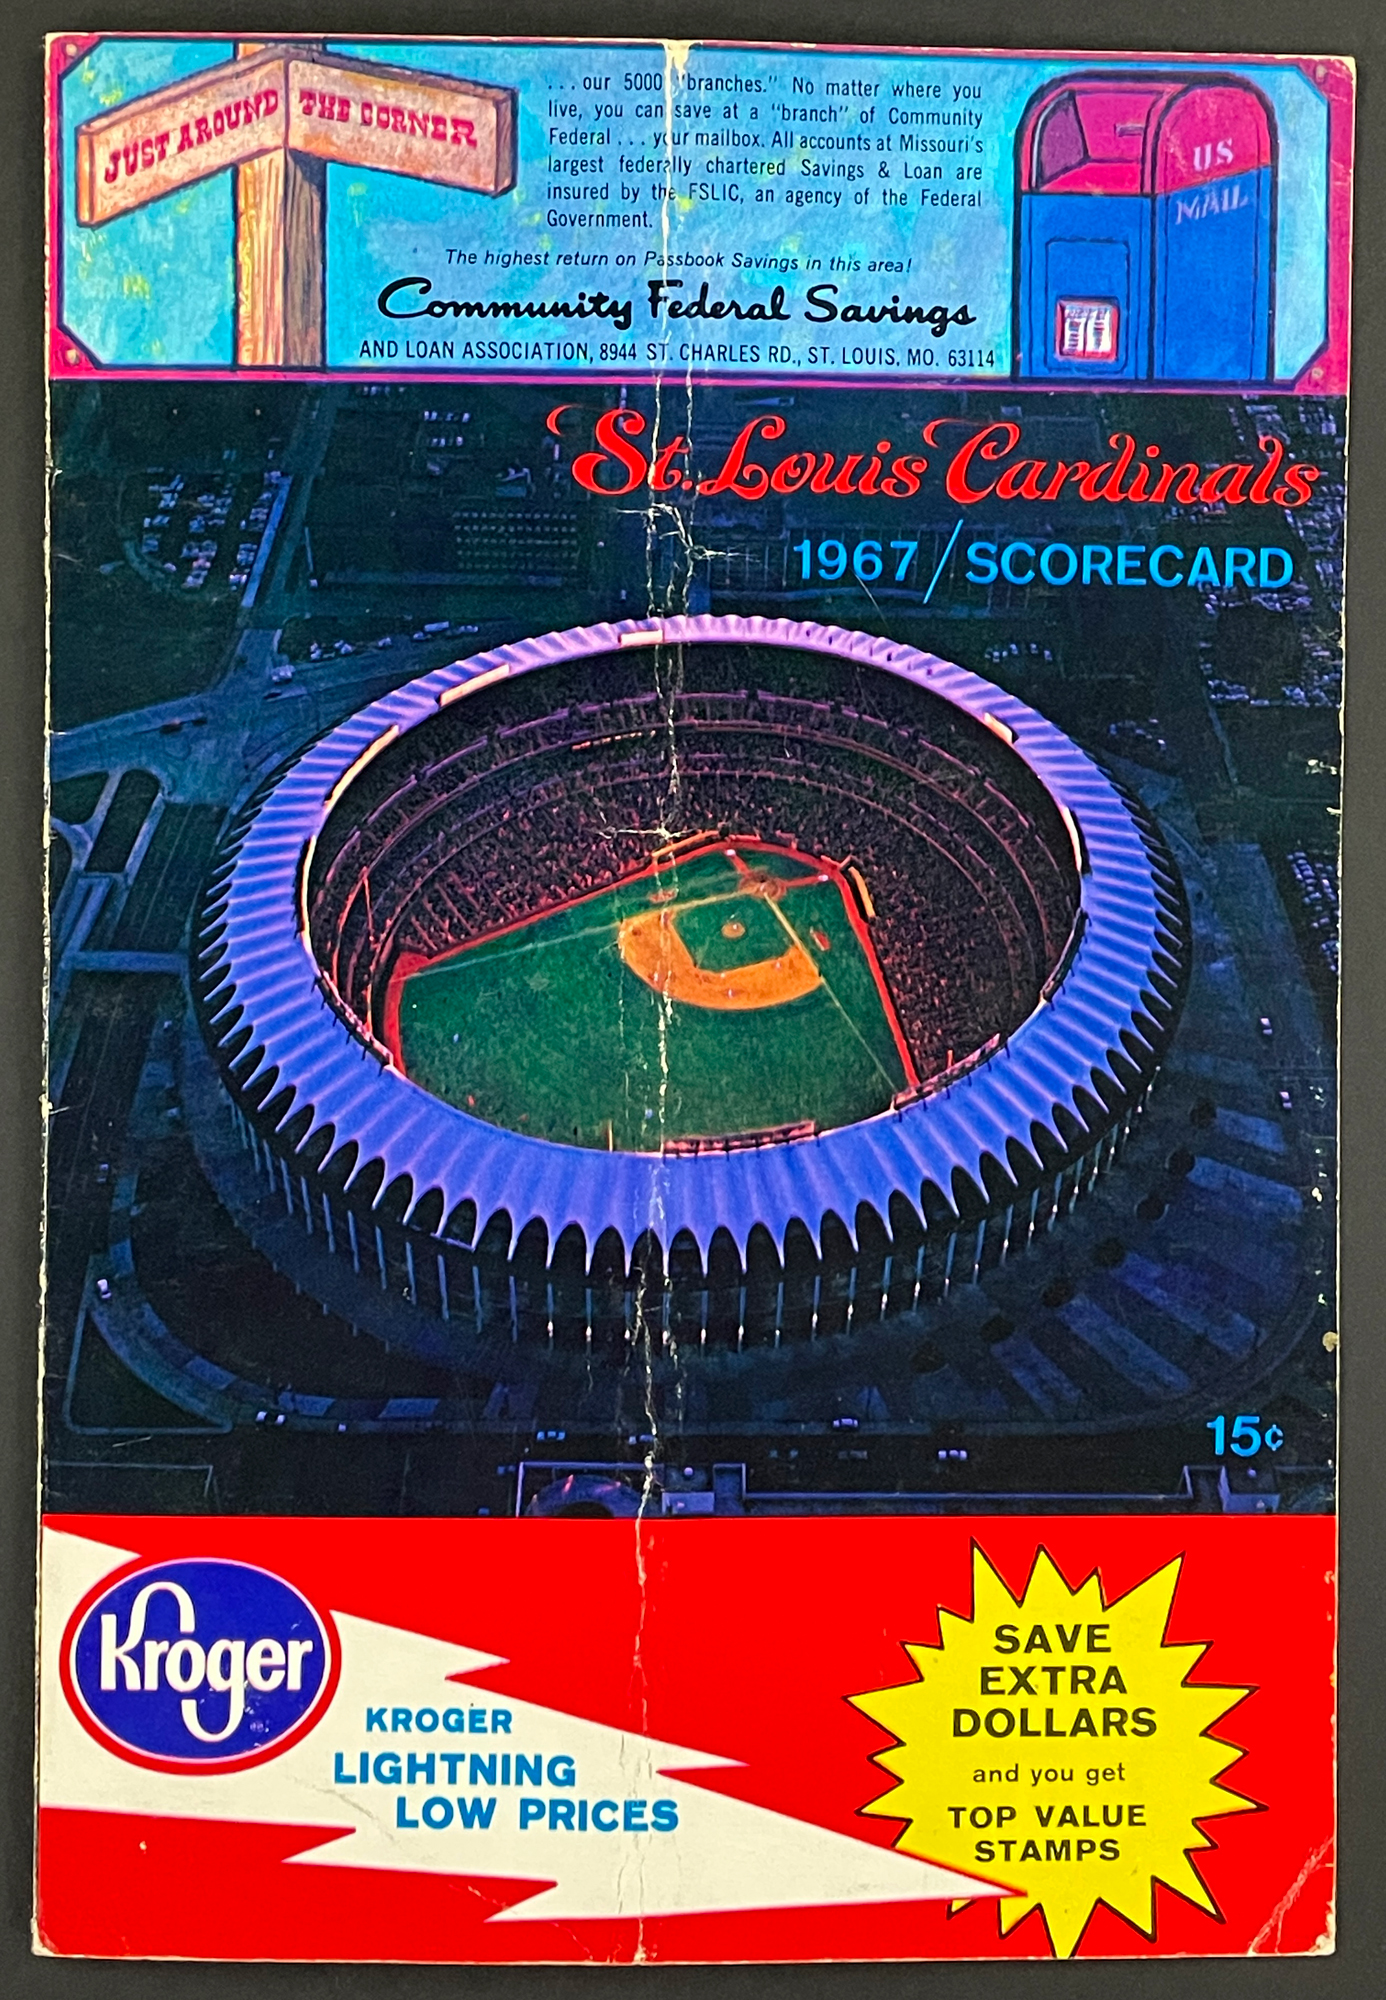 JUST AROUND THE CORNER
. . . our 5000 "branches." No matter where you
live, you can save at a "branch" of Community
Federal . . . your mailbox. All accounts at Missouri's
largest federally chartered Savings & Loan are
insured by the FSLIC, an agency of the Federal
Government.
The highest return on Passbook Savings in this area!
Community Federal Savings
AND LOAN ASSOCIATION, 8944 ST. CHARLES RD., ST. LOUIS, MO. 63114
US
MAIL
St. Louis Cardinals
1967/SCORECARD
15¢
Kroger
KROGER
LIGHTNING
LOW PRICES
SAVE
EXTRA
DOLLARS
and you get
TOP VALUE
STAMPS